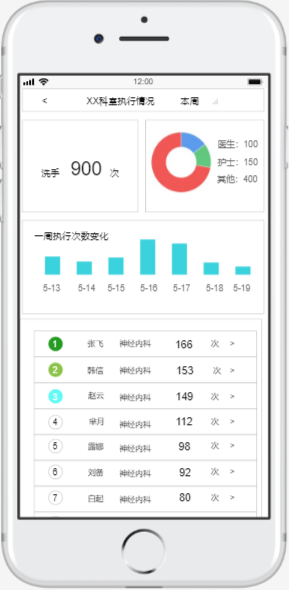 12:00
< XX科室执行情况 本周
洗手 900 次
医生: 100
护士: 150
其他: 400
一周执行次数变化
5-13 5-14 5-15 5-16 5-17 5-18 5-19
1 张飞 神经内科 166 次 >
2 韩信 神经内科 153 次 >
3 赵云 神经内科 149 次 >
4 芈月 神经内科 112 次 >
5 露娜 神经内科 98 次 >
6 刘备 神经内科 92 次 >
7 白起 神经内科 80 次 >